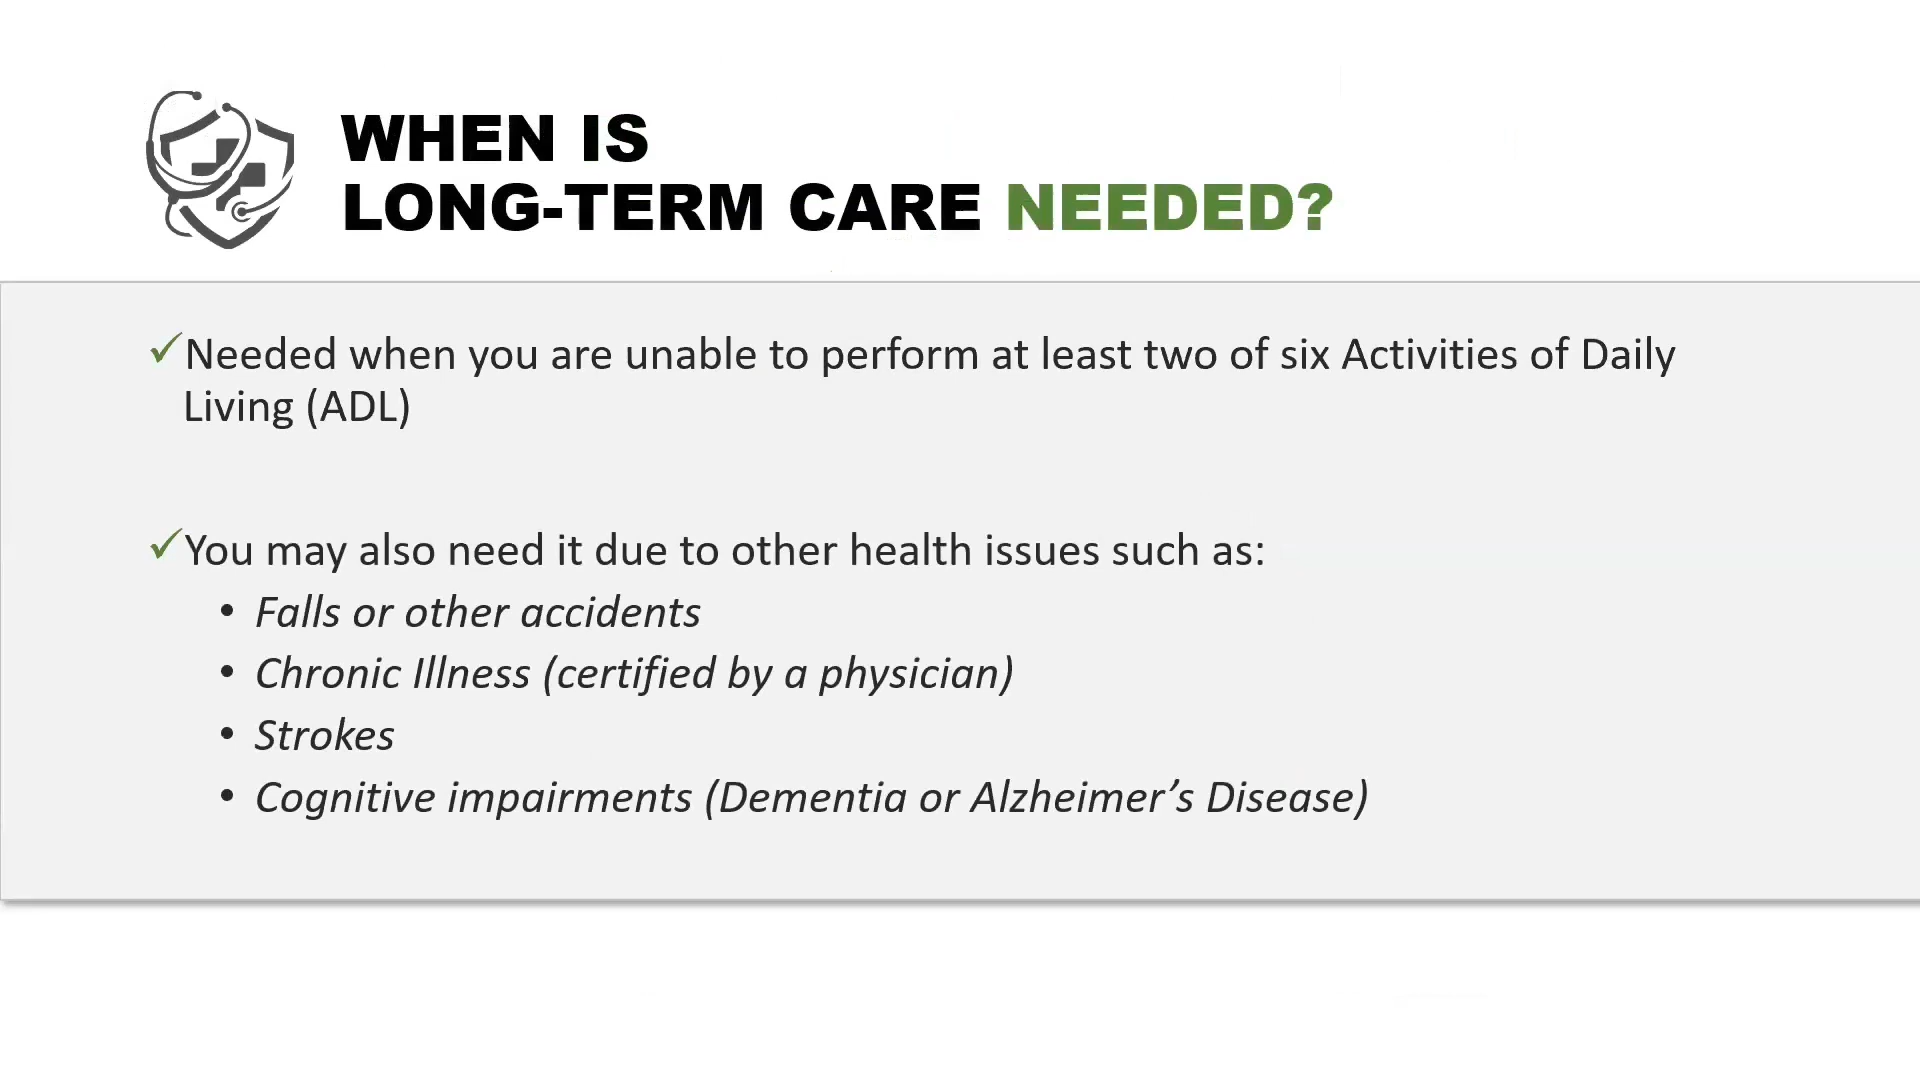 WHEN IS
LONG-TERM CARE NEEDED?
✓Needed when you are unable to perform at least two of six Activities of Daily
Living (ADL)
✓You may also need it due to other health issues such as:
• Falls or other accidents
• Chronic Illness (certified by a physician)
• Strokes
• Cognitive impairments (Dementia or Alzheimer’s Disease)